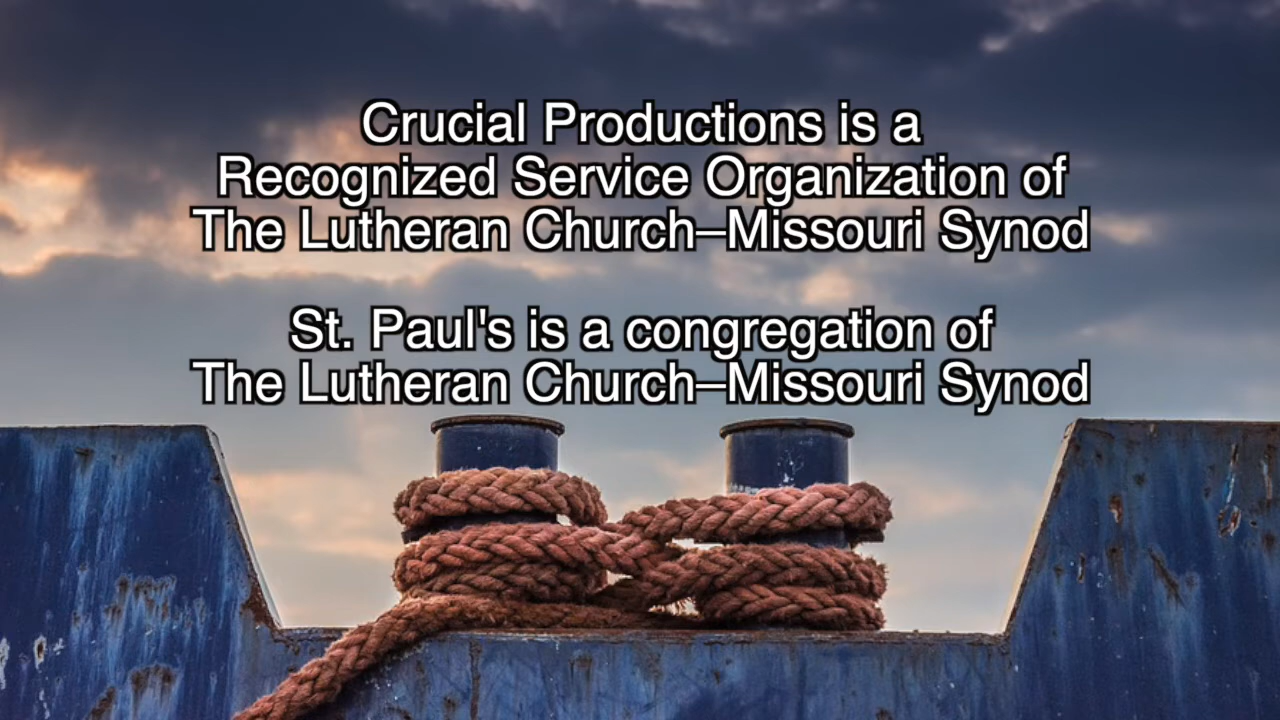 Crucial Productions is a
Recognized Service Organization of
The Lutheran Church–Missouri Synod
St. Paul's is a congregation of
The Lutheran Church–Missouri Synod